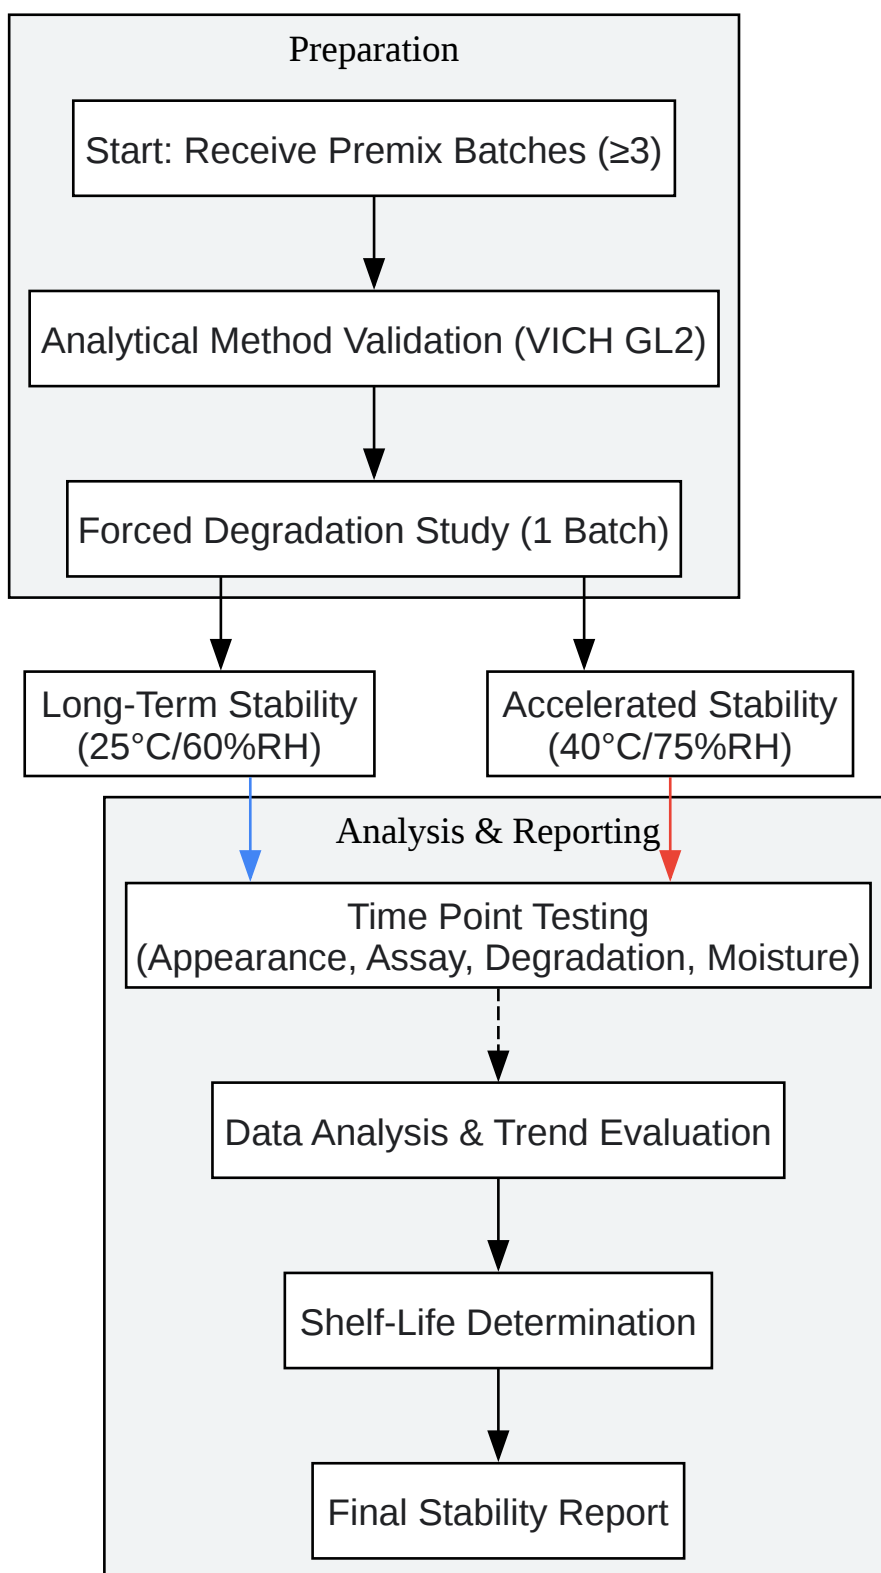 Preparation
Start: Receive Premix Batches (≥3)
Analytical Method Validation (VICH GL2)
Forced Degradation Study (1 Batch)
Long-Term Stability
(25°C/60%RH)
Accelerated Stability
(40°C/75%RH)
Analysis & Reporting
Time Point Testing
(Appearance, Assay, Degradation, Moisture)
Data Analysis & Trend Evaluation
Shelf-Life Determination
Final Stability Report